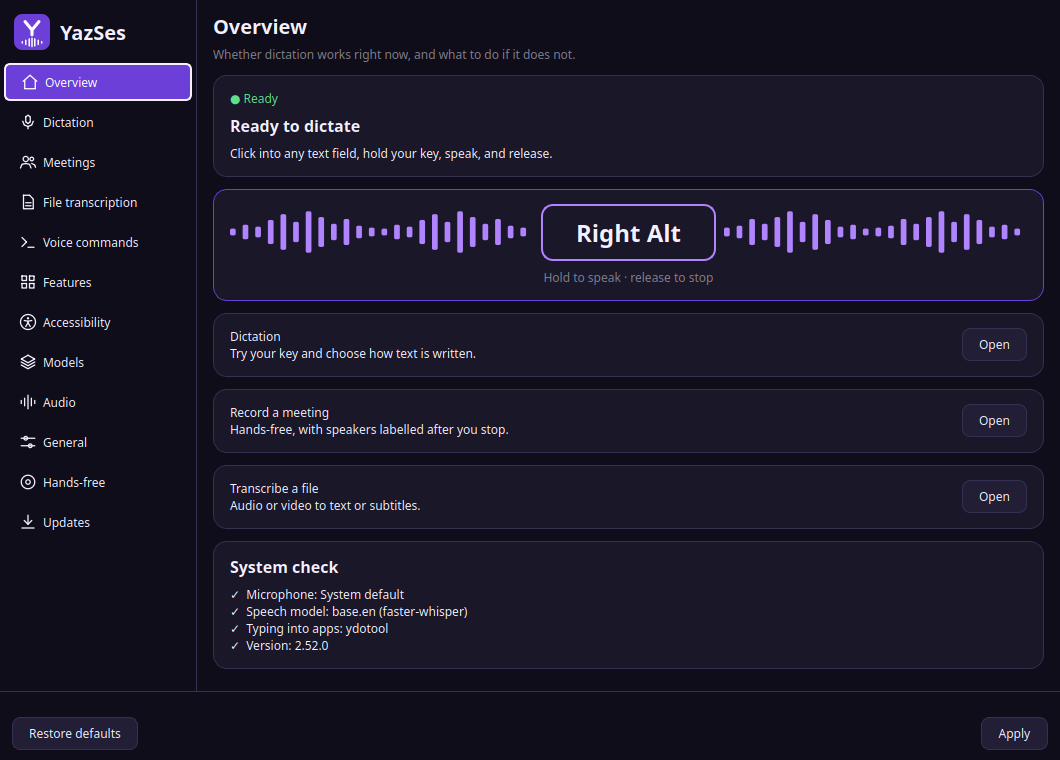 YazSes
Overview
Dictation
Meetings
File transcription
Voice commands
Features
Accessibility
Models
Audio
General
Hands-free
Updates
Overview
Whether dictation works right now, and what to do if it does not.
Ready
Ready to dictate
Click into any text field, hold your key, speak, and release.
Right Alt
Hold to speak · release to stop
Dictation
Try your key and choose how text is written.
Open
Record a meeting
Hands-free, with speakers labelled after you stop.
Open
Transcribe a file
Audio or video to text or subtitles.
Open
System check
✓ Microphone: System default
✓ Speech model: base.en (faster-whisper)
✓ Typing into apps: ydotool
✓ Version: 2.52.0
Restore defaults
Apply